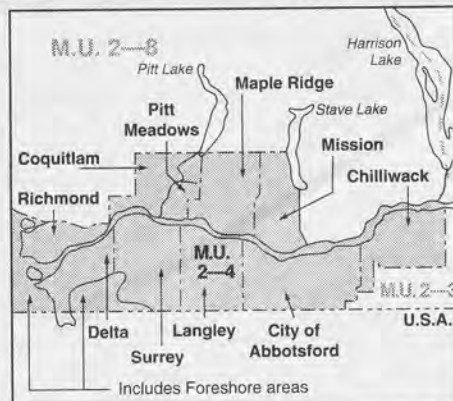 M.U. 2—8
Harrison
Lake
Pitt Lake
Maple Ridge
Pitt
Meadows
Stave Lake
Coquitlam
Mission
Richmond
Chilliwack
M.U.
2—4
M.U. 2—3
U.S.A.
Delta
Langley
City of
Abbotsford
Surrey
Includes Foreshore areas